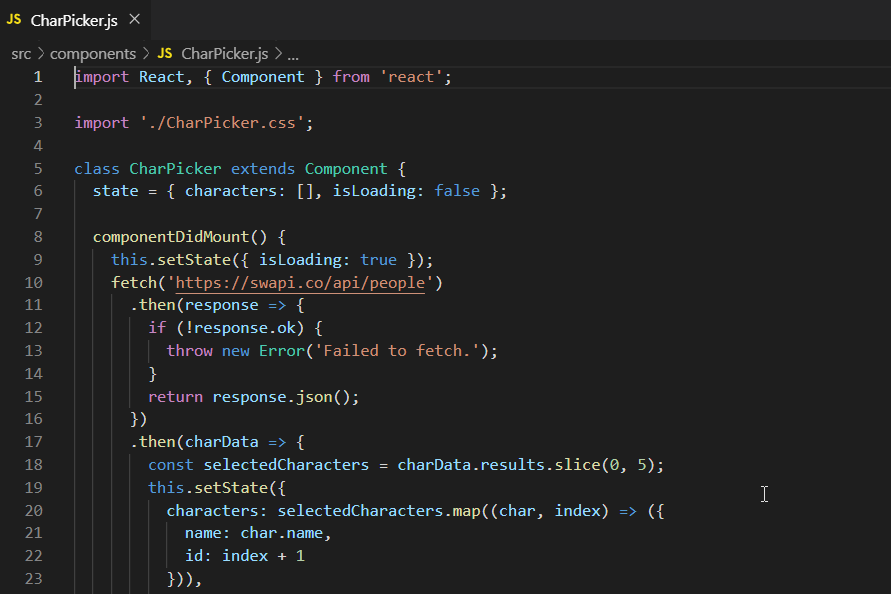 JS CharPicker.js ×
src > components > JS CharPicker.js > ...
1 import React, { Component } from 'react';
2
3 import './CharPicker.css';
4
5 class CharPicker extends Component {
6   state = { characters: [], isLoading: false };
7
8   componentDidMount() {
9     this.setState({ isLoading: true });
10     fetch('https://swapi.co/api/people')
11       .then(response => {
12         if (!response.ok) {
13           throw new Error('Failed to fetch.');
14         }
15         return response.json();
16       })
17       .then(charData => {
18         const selectedCharacters = charData.results.slice(0, 5);
19         this.setState({
20           characters: selectedCharacters.map((char, index) => ({
21             name: char.name,
22             id: index + 1
23           })),